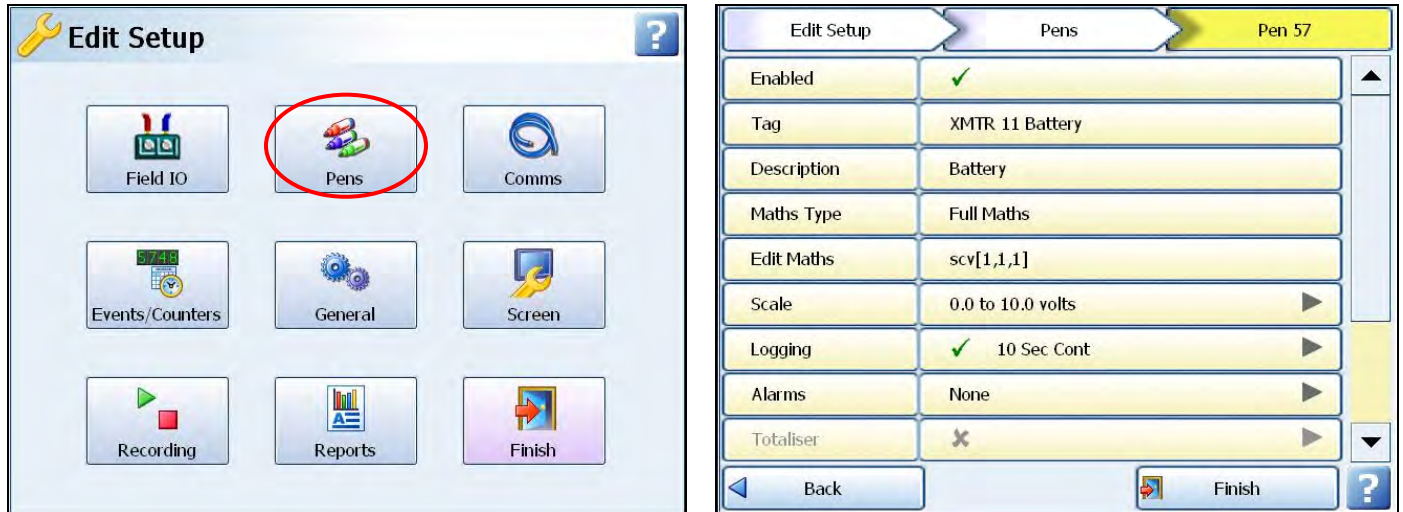 Edit Setup
?
Field IO
Pens
Comms
5748
Events/Counters
General
Screen
Recording
A
Reports
Finish
Edit Setup Pens Pen 57
Enabled ✓
Tag XMTR 11 Battery
Description Battery
Maths Type Full Maths
Edit Maths scv[1,1,1]
Scale 0.0 to 10.0 volts
Logging ✓ 10 Sec Cont
Alarms None
Totaliser ✗
Back Finish ?